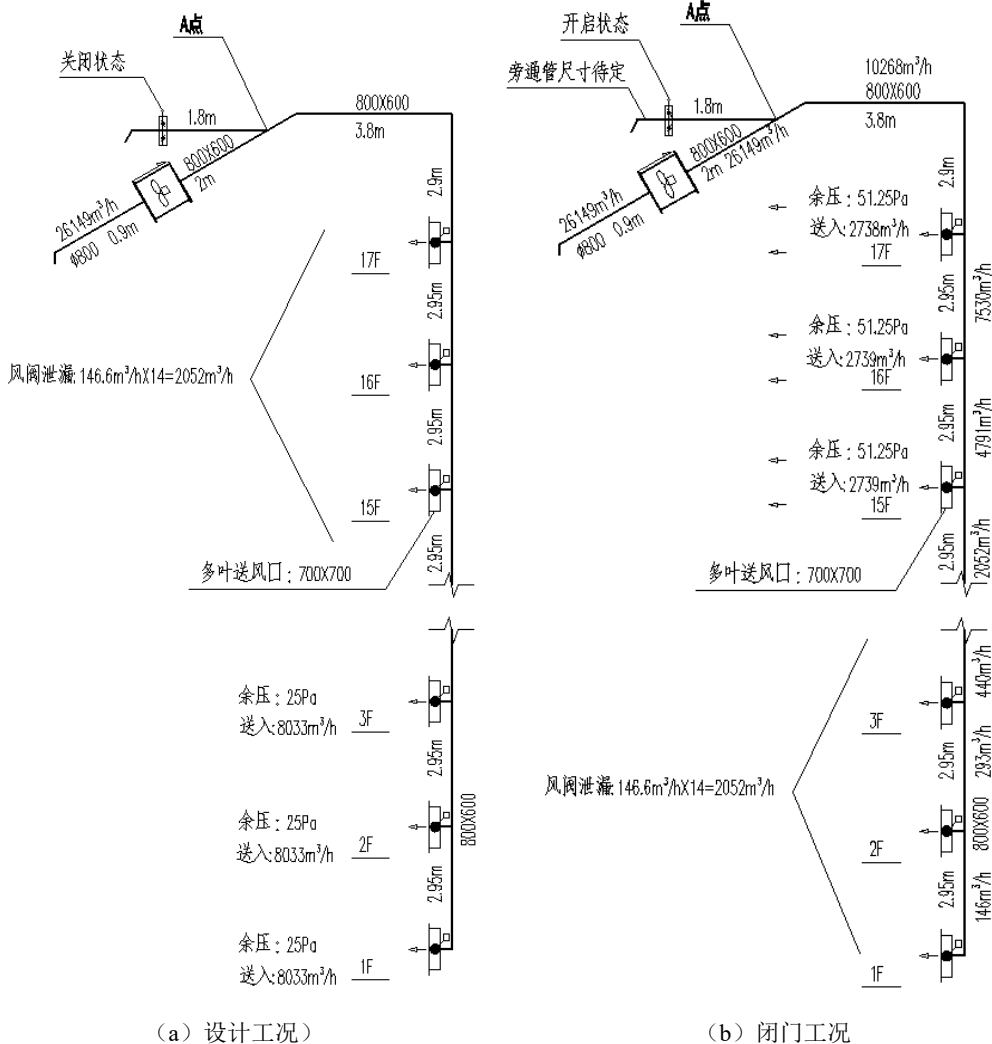 A点
关闭状态
1.8m
800X600
3.8m
800X600
2m
26149m³/h
Φ800 0.9m
2.9m
17F
2.95m
风阀泄漏:146.6m³/hX14=2052m³/h
16F
2.95m
15F
2.95m
多叶送风口：700X700
余压：25Pa
送入:8033m³/h
3F
2.95m
余压：25Pa
送入:8033m³/h
2F
800X600
2.95m
余压：25Pa
送入:8033m³/h
1F
（a）设计工况）
A点
开启状态
旁通管尺寸待定
1.8m
10268m³/h
800X600
3.8m
800X600
2m 26149m³/h
26149m³/h
Φ800 0.9m
2.9m
余压：51.25Pa
送入:2738m³/h
17F
2.95m
7530m³/h
余压：51.25Pa
送入:2739m³/h
16F
2.95m
4791m³/h
余压：51.25Pa
送入:2739m³/h
15F
2.95m
2052m³/h
多叶送风口：700X700
440m³/h
3F
2.95m
293m³/h
风阀泄漏:146.6m³/hX14=2052m³/h
800X600
2F
2.95m
146m³/h
1F
（b）闭门工况